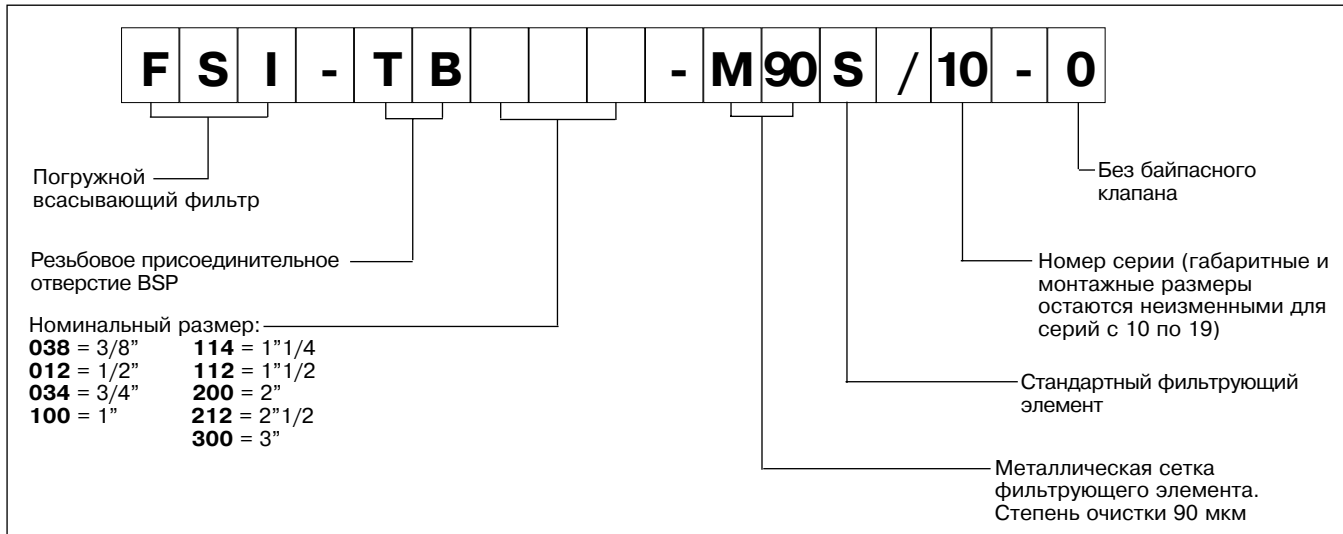 FSI - TB - M90S / 10 - 0
Погружной
всасывающий фильтр
Без байпасного
клапана
Резьбовое присоединительное
отверстие BSP
Номер серии (габаритные и
монтажные размеры
остаются неизменными для
серий с 10 по 19)
Номинальный размер:
038 = 3/8” 114 = 1”1/4
012 = 1/2” 112 = 1”1/2
034 = 3/4” 200 = 2”
100 = 1” 212 = 2”1/2
300 = 3”
Стандартный фильтрующий
элемент
Металлическая сетка
фильтрующего элемента.
Степень очистки 90 мкм